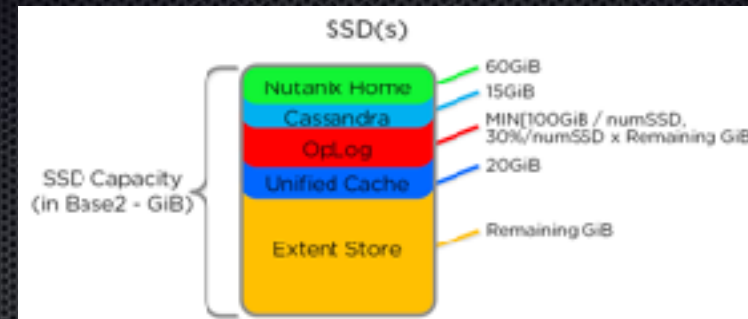 SSD(s)
Nutanix Home
60GiB
Cassandra
15GiB
OpLog
MIN[100GiB / numSSD,
30%/numSSD x Remaining GiB
Unified Cache
20GiB
SSD Capacity
(in Base2 - GiB)
Extent Store
Remaining GiB